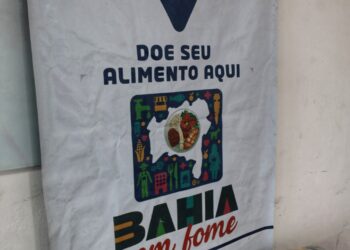 DOE SEU
ALIMENTO AQUI
BAHIA
sem fome